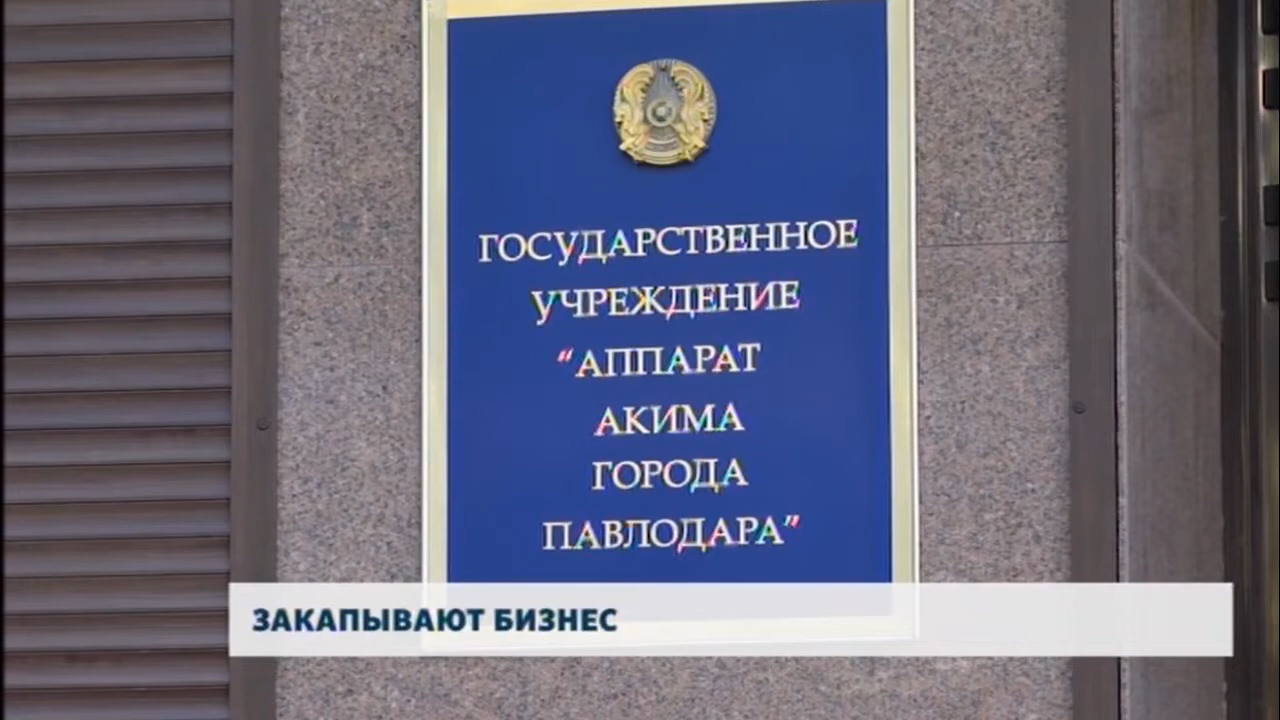 ГОСУДАРСТВЕННОЕ
УЧРЕЖДЕНИЕ
“АППАРАТ
АКИМА
ГОРОДА
ПАВЛОДАРА”
ЗАКАПЫВАЮТ БИЗНЕС